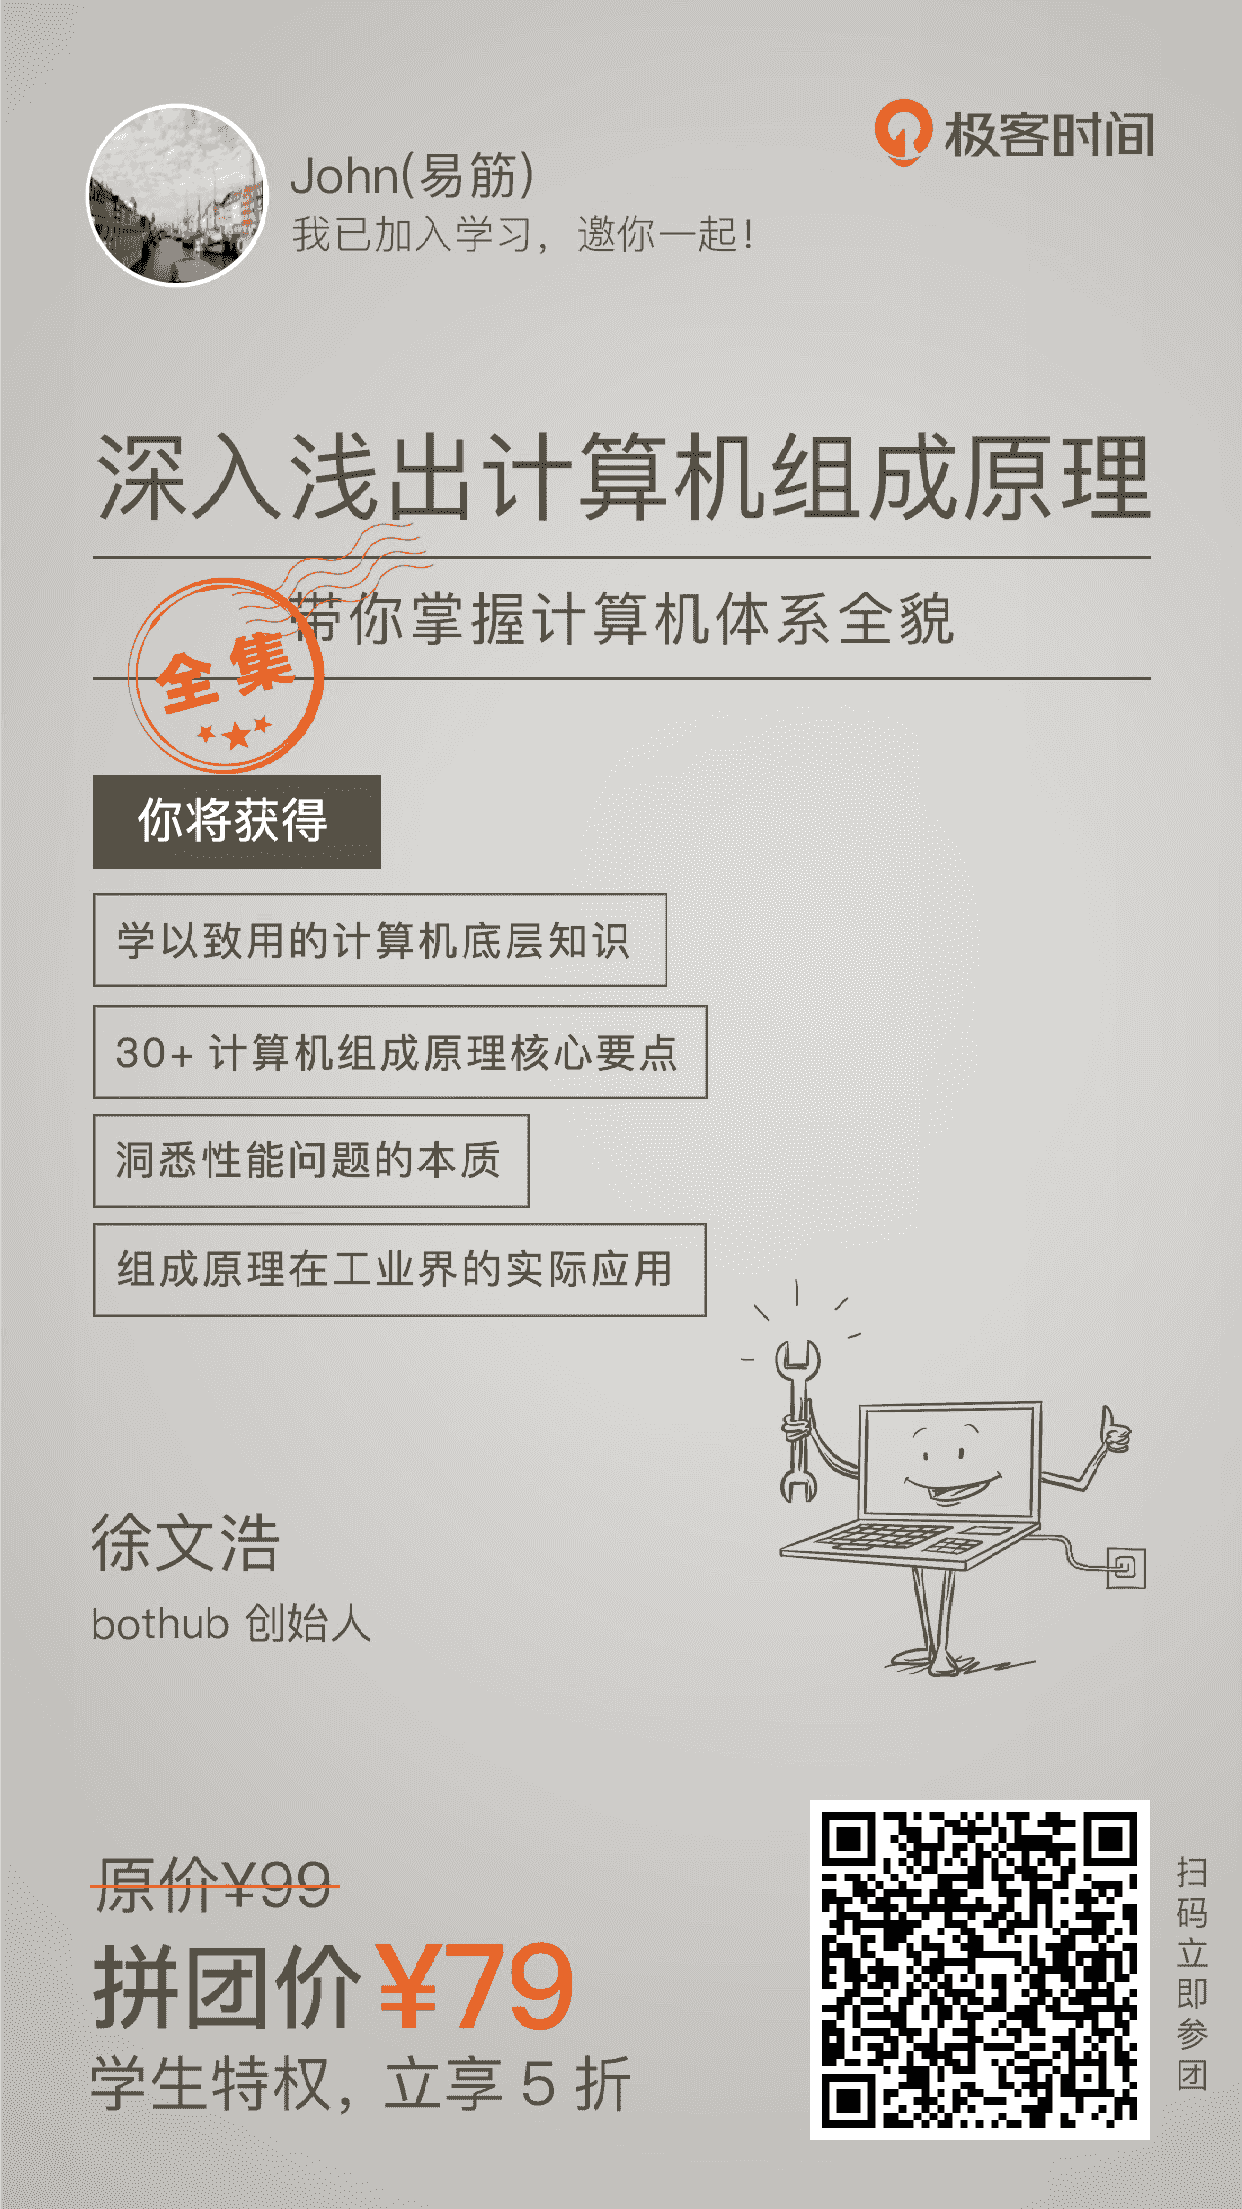 极客时间
John(易筋)
我已加入学习，邀你一起！
深入浅出计算机组成原理
带你掌握计算机体系全貌
全集
你将获得
学以致用的计算机底层知识
30+ 计算机组成原理核心要点
洞悉性能问题的本质
组成原理在工业界的实际应用
徐文浩
bothub 创始人
原价¥99
拼团价¥79
学生特权，立享 5 折
扫码立即参团